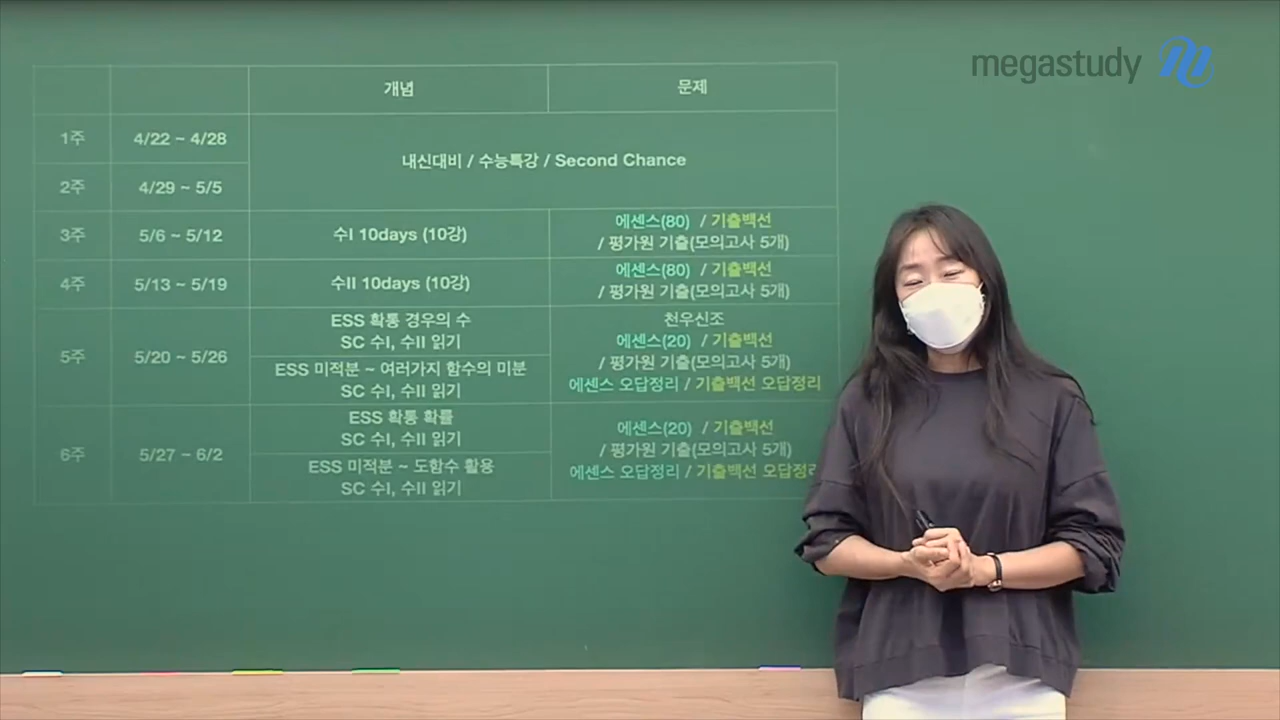 megastudy
개념 문제
1주 4/22 ~ 4/28
내신대비 / 수능특강 / Second Chance
2주 4/29 ~ 5/5
3주 5/6 ~ 5/12 수I 10days (10강)
에센스(80) / 기출백선
/ 평가원 기출(모의고사 5개)
4주 5/13 ~ 5/19 수II 10days (10강)
에센스(80) / 기출백선
/ 평가원 기출(모의고사 5개)
5주 5/20 ~ 5/26
ESS 확통 경우의 수
SC 수I, 수II 읽기
ESS 미적분 ~ 여러가지 함수의 미분
SC 수I, 수II 읽기
천우신조
에센스(20) / 기출백선
/ 평가원 기출(모의고사 5개)
에센스 오답정리 / 기출백선 오답정리
6주 5/27 ~ 6/2
ESS 확통 확률
SC 수I, 수II 읽기
ESS 미적분 ~ 도함수 활용
SC 수I, 수II 읽기
에센스(20) / 기출백선
/ 평가원 기출(모의고사 5개)
에센스 오답정리 / 기출백선 오답정리